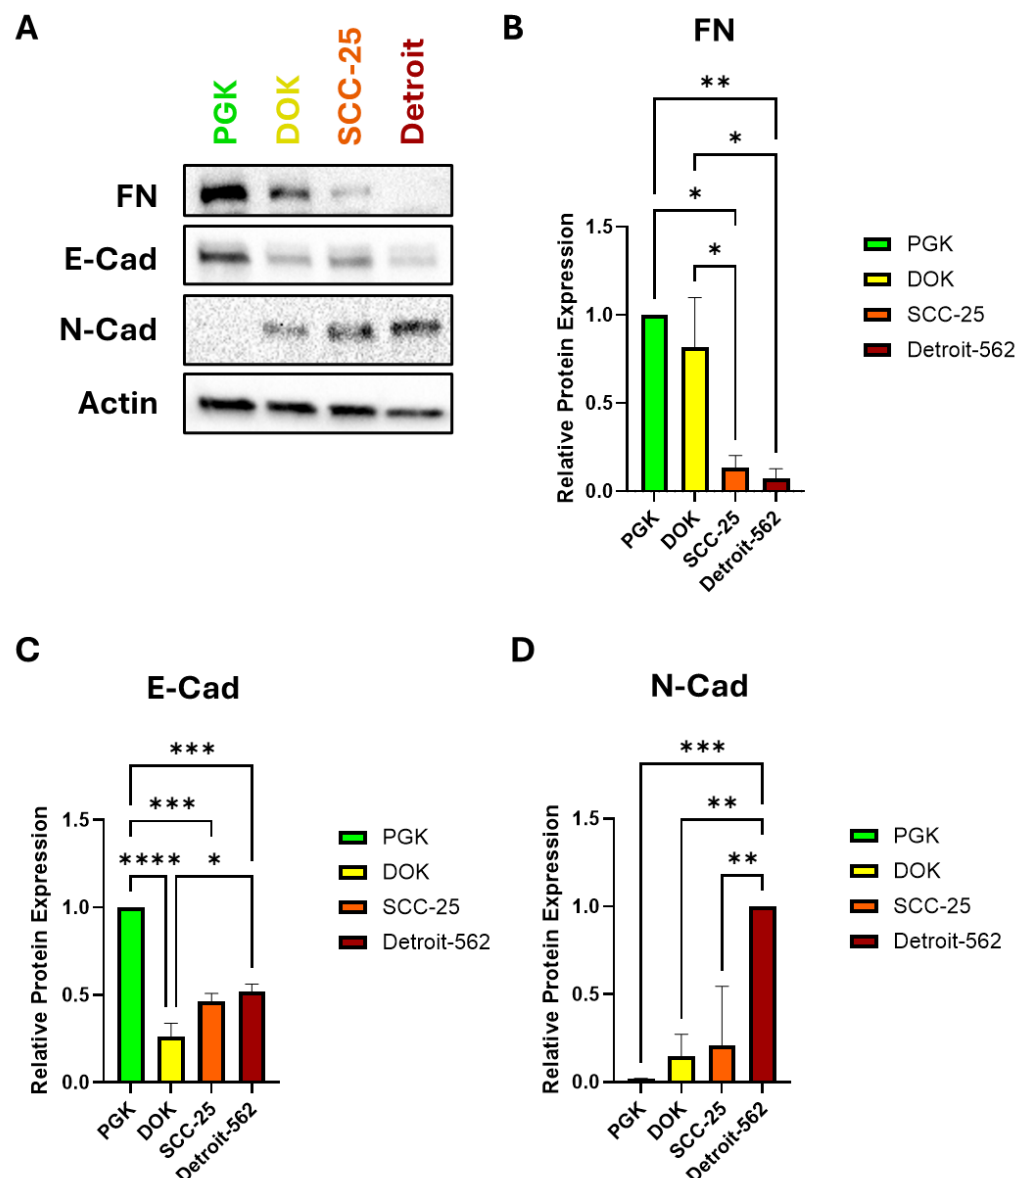 A
PGK
DOK
SCC-25
Detroit
FN
E-Cad
N-Cad
Actin
B
FN
**
*
*
*
Relative Protein Expression
1.5
1.0
0.5
0.0
PGK
DOK
SCC-25
Detroit-562
PGK
DOK
SCC-25
Detroit-562
C
E-Cad
***
***
**** *
Relative Protein Expression
1.5
1.0
0.5
0.0
PGK
DOK
SCC-25
Detroit-562
PGK
DOK
SCC-25
Detroit-562
D
N-Cad
***
**
**
Relative Protein Expression
1.5
1.0
0.5
0.0
PGK
DOK
SCC-25
Detroit-562
PGK
DOK
SCC-25
Detroit-562